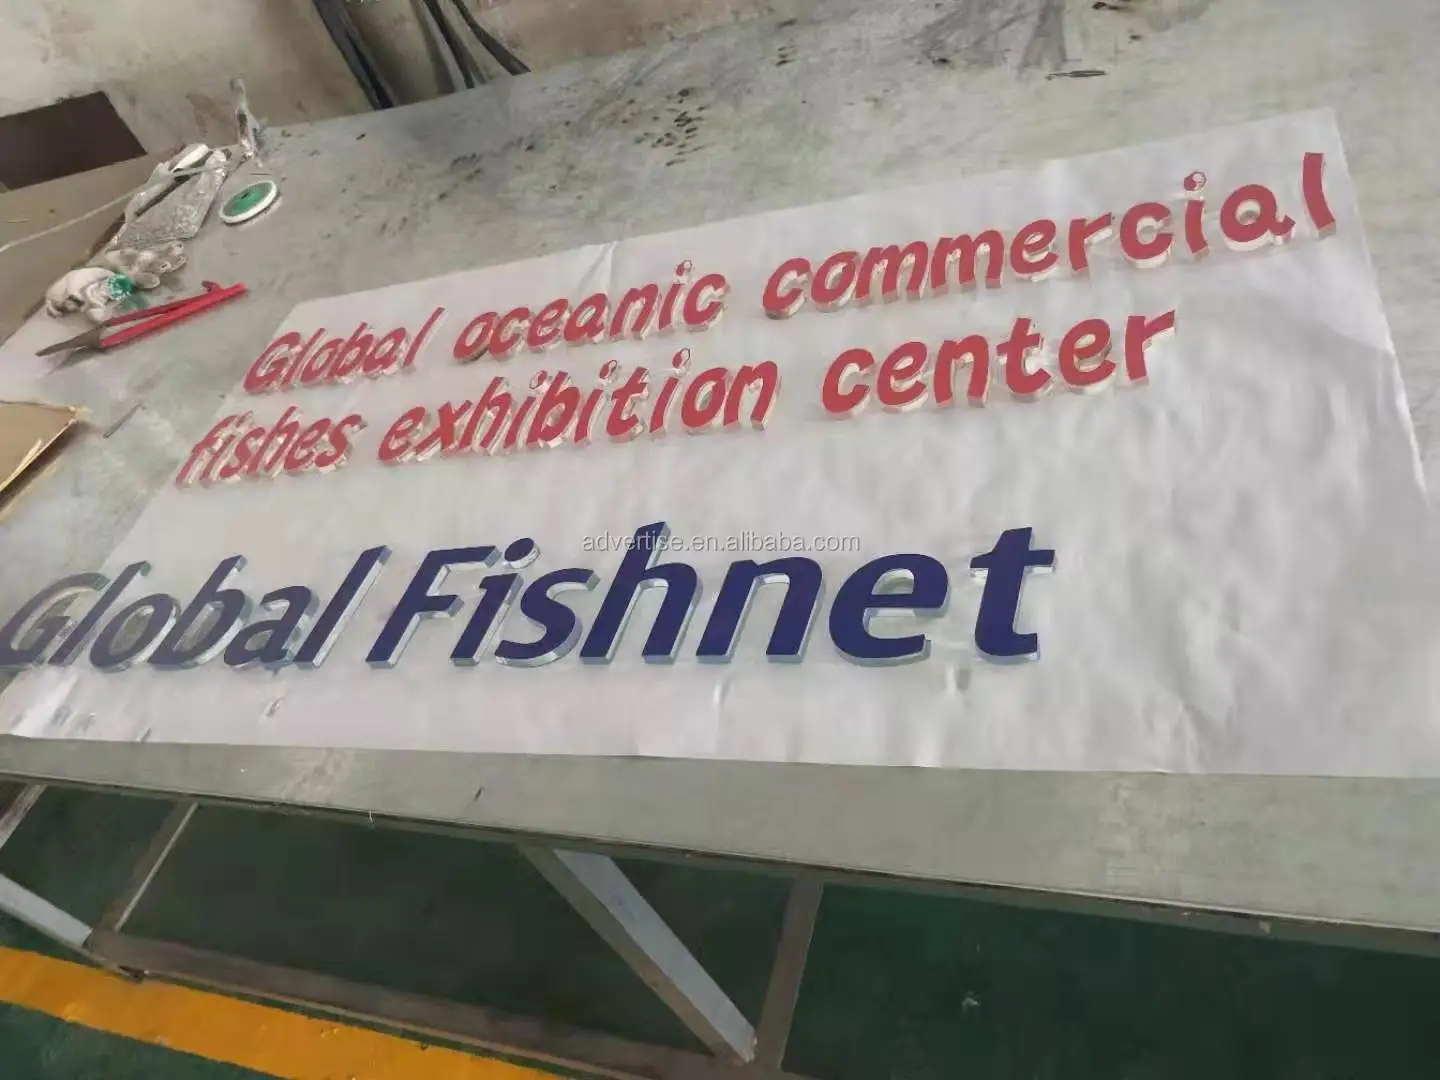 Global oceanic commercial
fishes exhibition center
advertise.en.alibaba.com
Global Fishnet